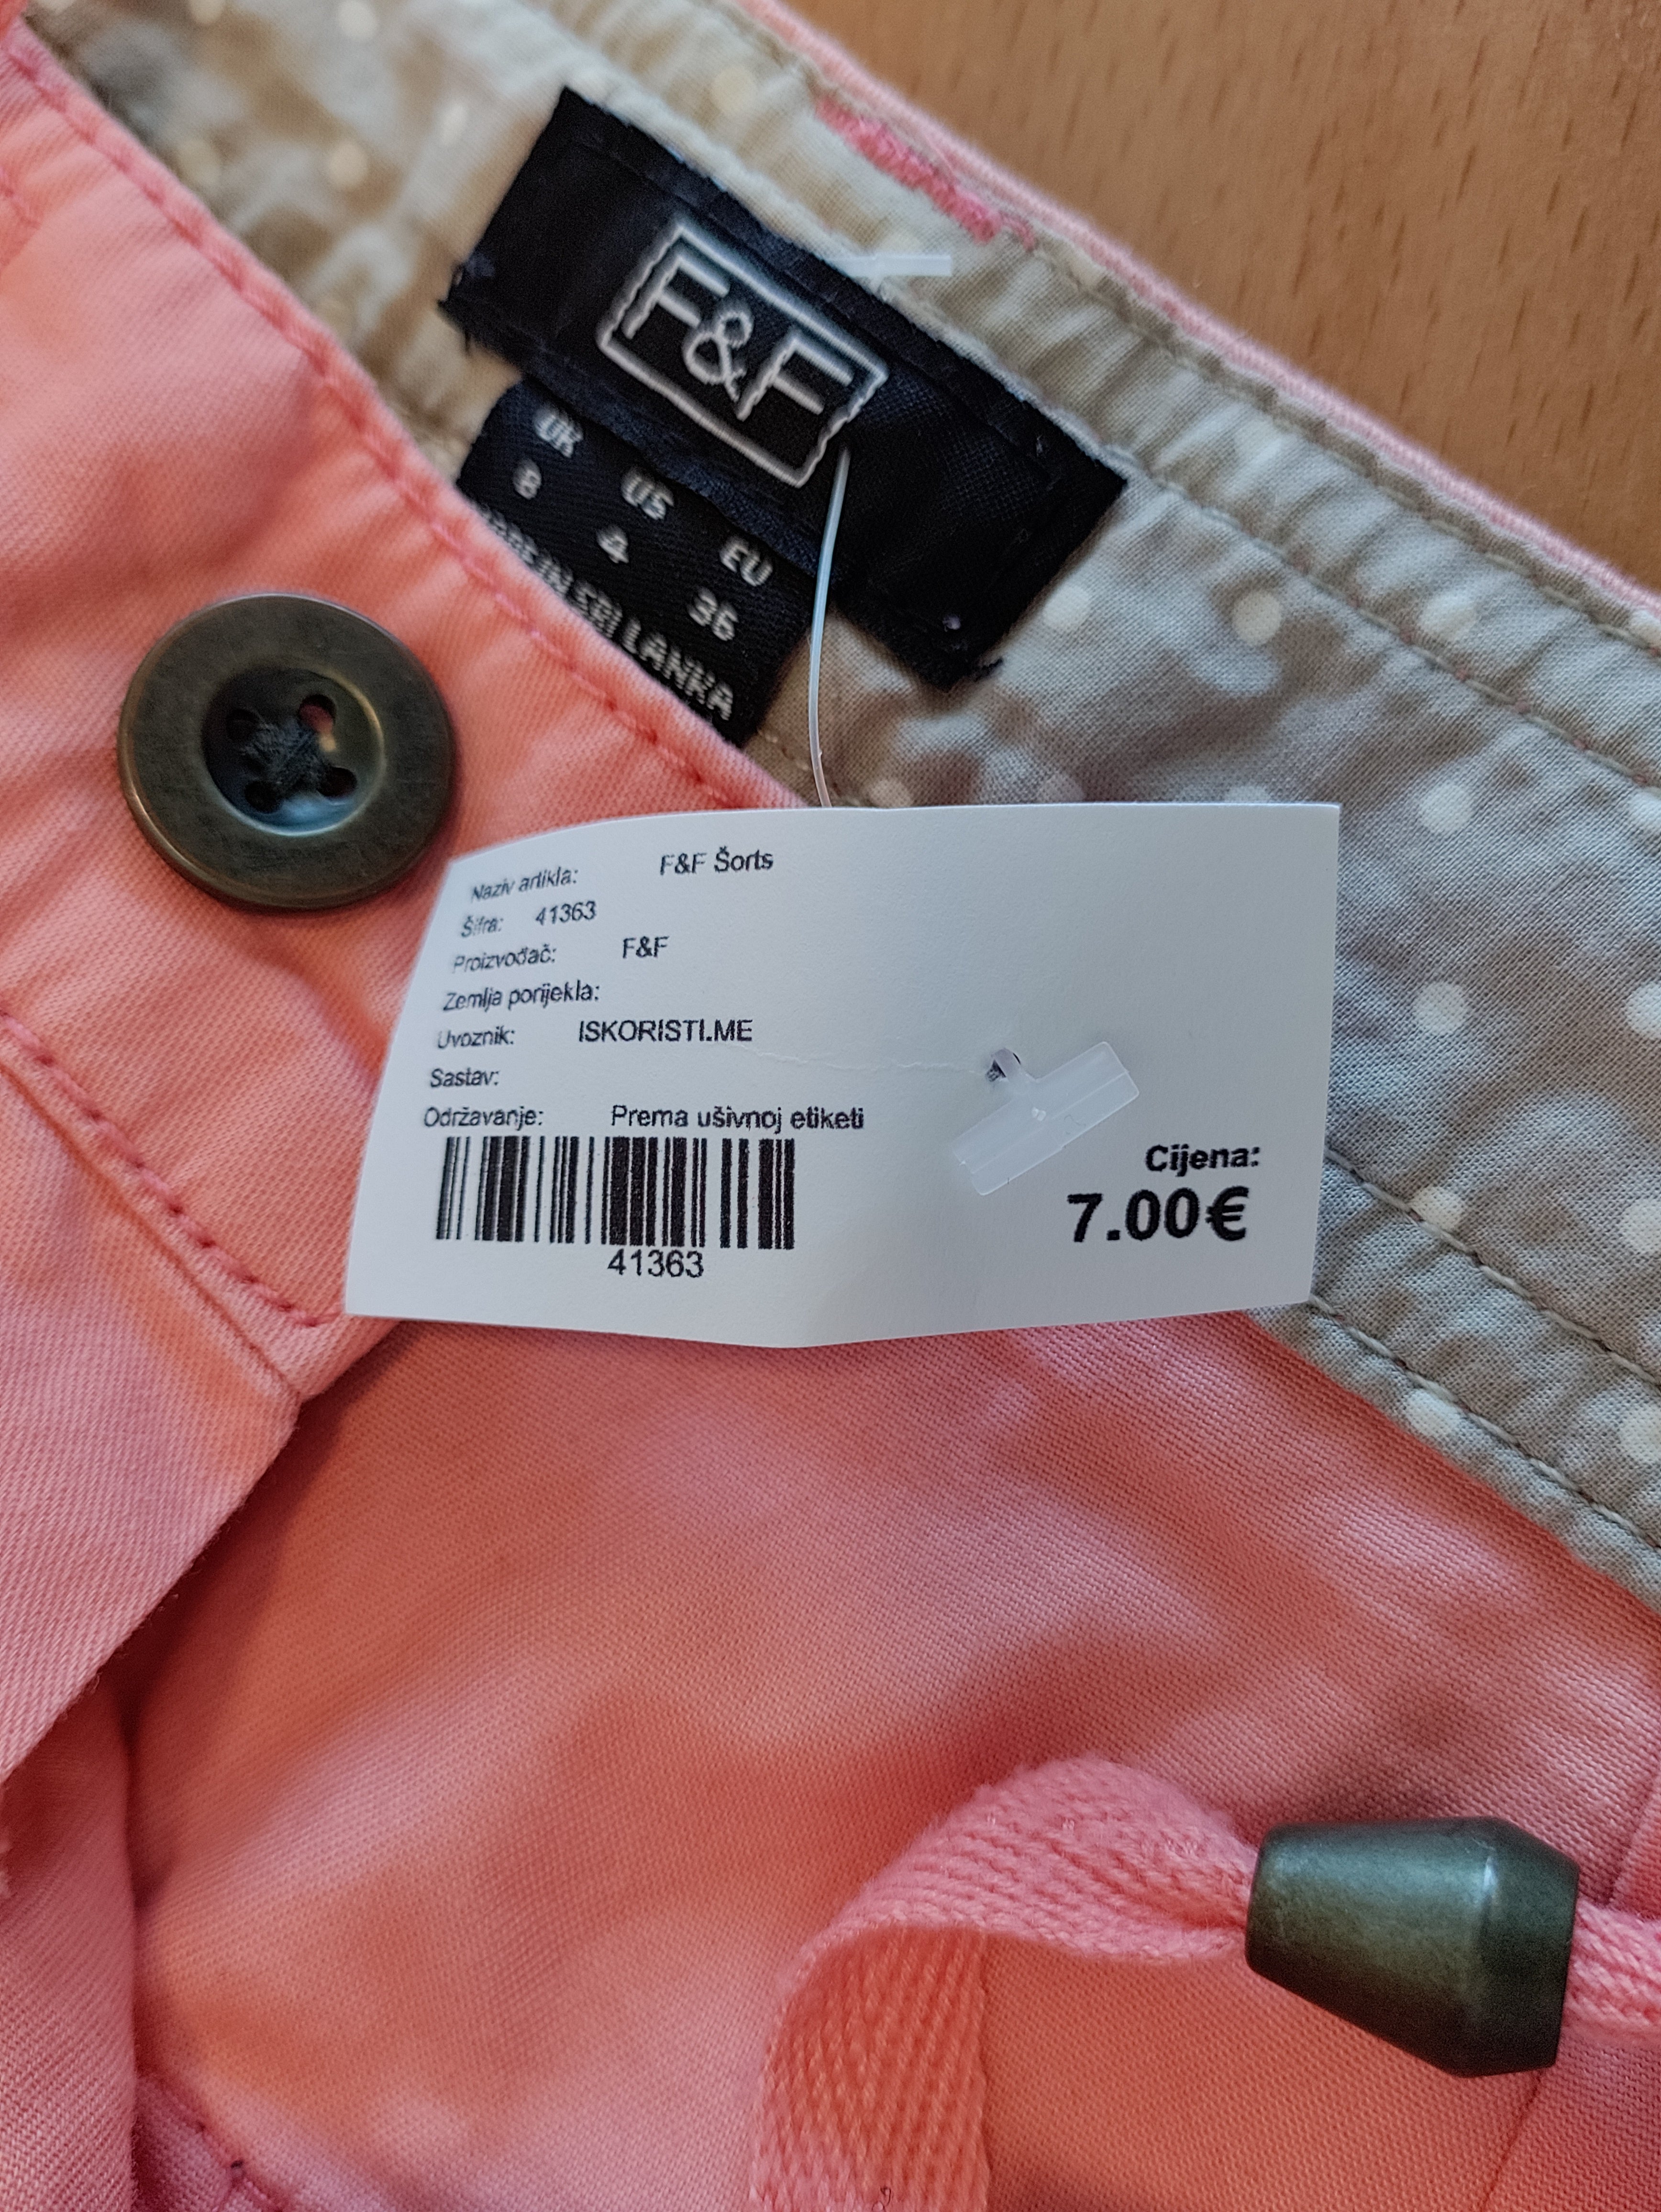 F&F
UK US EU
8 4 36
LANKA
Naziv artikla: F&F Šorts
Šifra: 41363
Proizvođač: F&F
Zemlja porijekla:
Uvoznik: ISKORISTI.ME
Sastav:
Održavanje: Prema ušivnoj etiketi
41363
Cijena:
7.00€